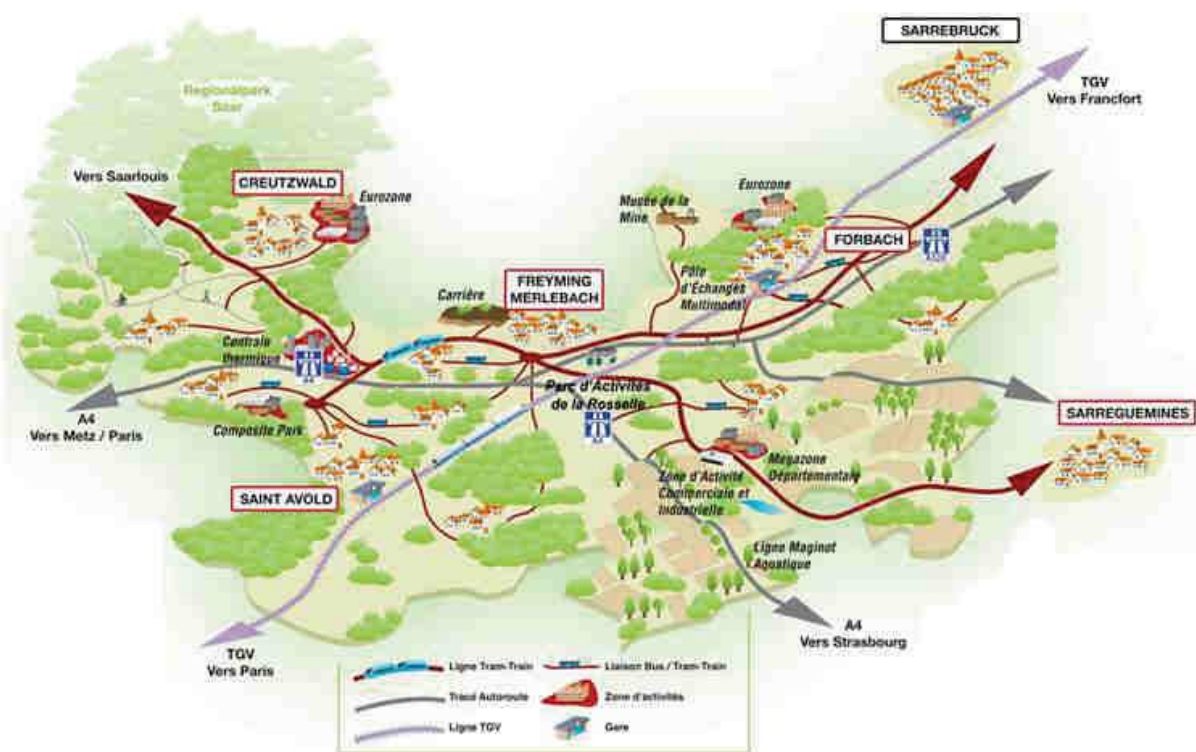 SARREBRUCK
TGV
Vers Francfort
Regionalpark
Saar
Vers Saarlouis
CREUTZWALD
Eurozone
Musée de la
Mine
Eurozone
FORBACH
FREYMING
MERLEBACH
Pôle
d'Échanges
Multimodal
Carrière
Centrale
thermique
A4
Vers Metz / Paris
Composite Park
Parc d'Activités
de la Rosselle
SARREGUEMINES
SAINT AVOLD
Megazone
Départementale
Zone d'Activité
Commerciale et
Industrielle
Ligne Maginot
Aquatique
A4
Vers Strasbourg
TGV
Vers Paris
Ligne Tram-Train
Liaison Bus / Tram-Train
Tracé Autoroute
Zone d'activités
Ligne TGV
Gare